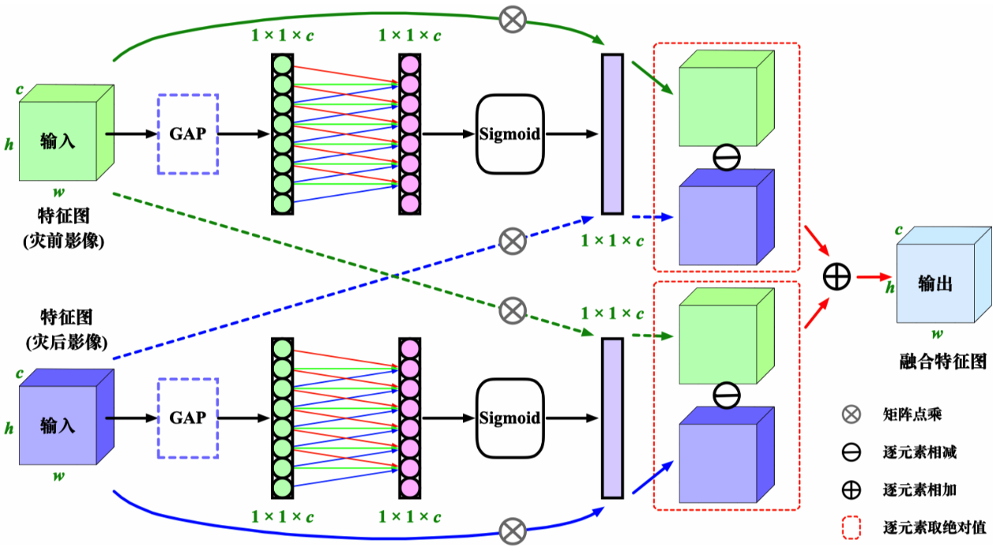 1 × 1 × c
1 × 1 × c
c
h
输入
GAP
Sigmoid
w
特征图
(灾前影像)
1 × 1 × c
c
h
输出
w
融合特征图
1 × 1 × c
特征图
(灾后影像)
c
h
输入
GAP
Sigmoid
w
1 × 1 × c
1 × 1 × c
矩阵点乘
逐元素相减
逐元素相加
逐元素取绝对值